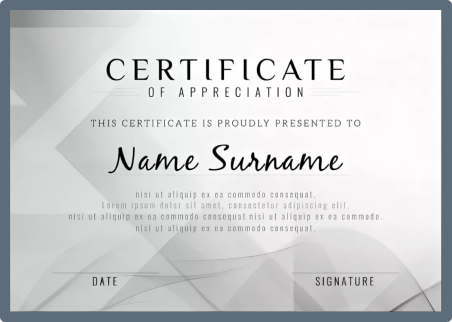 CERTIFICATE
OF APPRECIATION
THIS CERTIFICATE IS PROUDLY PRESENTED TO
Name Surname
nisi ut aliquip ex ea commodo consequat.
Lorem ipsum dolor sit amet, consectetur adipiscing elit.
nisi ut aliquip ex ea commodo consequat nisi ut aliquip ex ea commodo.
nisi ut aliquip ex ea commodo consequat.
DATE SIGNATURE